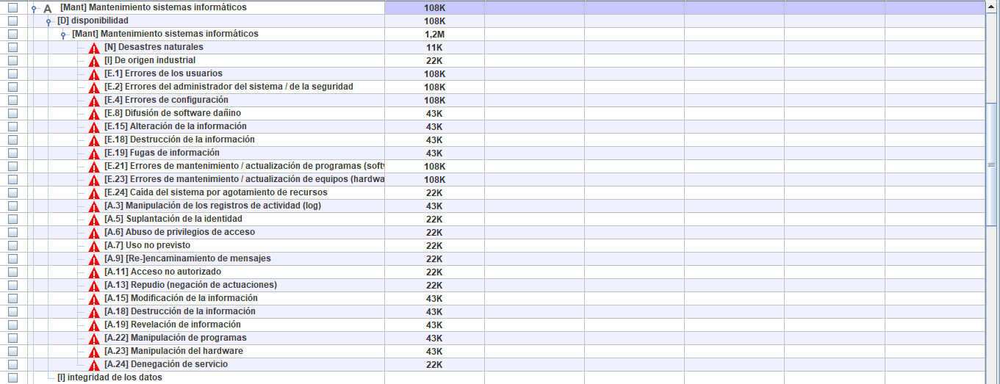 [Mant] Mantenimiento sistemas informáticos 108K
[D] disponibilidad 108K
[Mant] Mantenimiento sistemas informáticos 1,2M
[N] Desastres naturales 11K
[I] De origen industrial 22K
[E.1] Errores de los usuarios 108K
[E.2] Errores del administrador del sistema / de la seguridad 108K
[E.4] Errores de configuración 108K
[E.8] Difusión de software dañino 43K
[E.15] Alteración de la información 43K
[E.18] Destrucción de la información 43K
[E.19] Fugas de información 43K
[E.21] Errores de mantenimiento / actualización de programas (soft 108K
[E.23] Errores de mantenimiento / actualización de equipos (hardwa 108K
[E.24] Caída del sistema por agotamiento de recursos 22K
[A.3] Manipulación de los registros de actividad (log) 43K
[A.5] Suplantación de la identidad 22K
[A.6] Abuso de privilegios de acceso 22K
[A.7] Uso no previsto 22K
[A.9] [Re-]encaminamiento de mensajes 22K
[A.11] Acceso no autorizado 22K
[A.13] Repudio (negación de actuaciones) 22K
[A.15] Modificación de la información 43K
[A.18] Destrucción de la información 43K
[A.19] Revelación de información 43K
[A.22] Manipulación de programas 43K
[A.23] Manipulación del hardware 43K
[A.24] Denegación de servicio 22K
[I] integridad de los datos